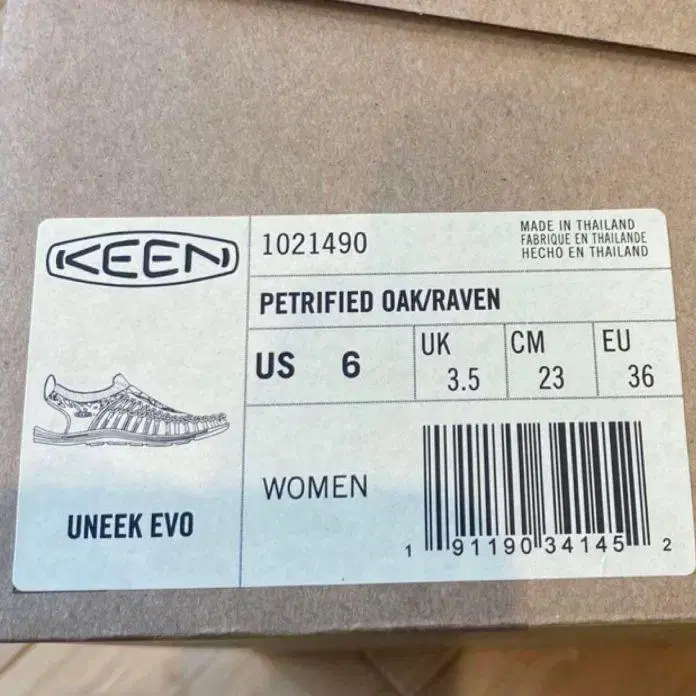 KEEN
1021490
MADE IN THAILAND
FABRIQUE EN THAILANDE
HECHO EN THAILAND
PETRIFIED OAK/RAVEN
US 6
UK 3.5
CM 23
EU 36
UNEEK EVO
WOMEN
1 91190 34145 2